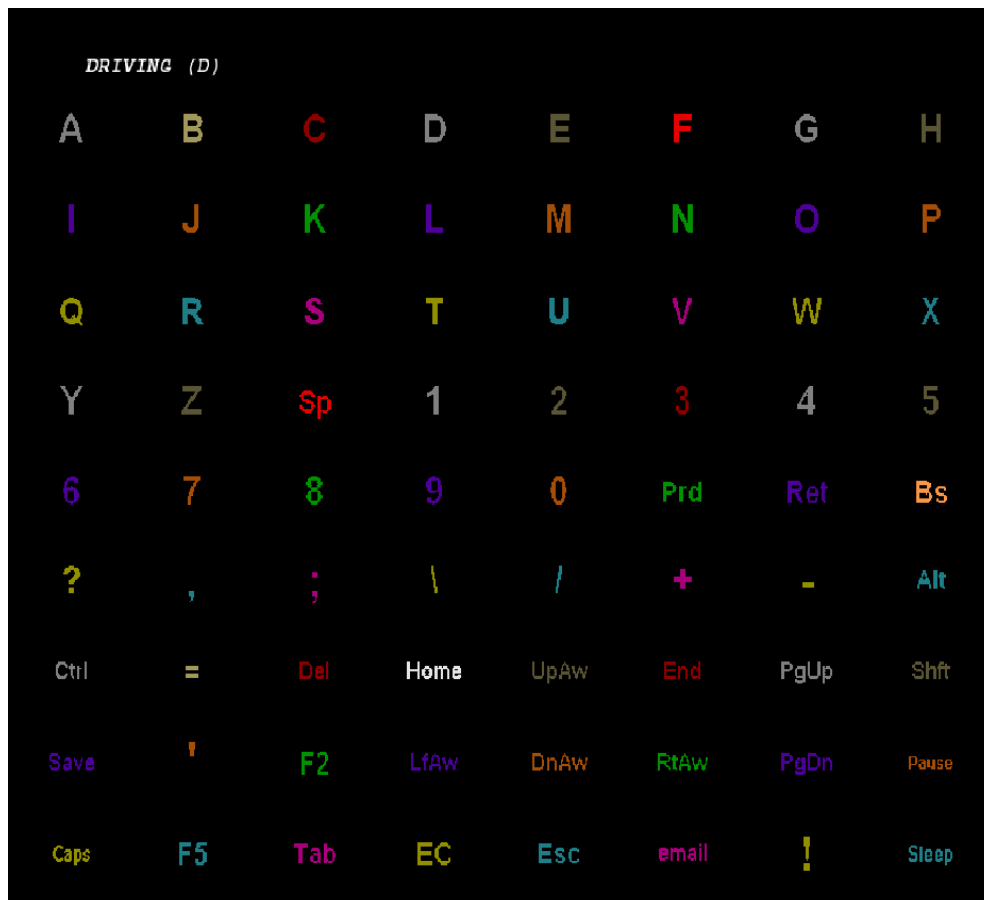 DRIVING (D)
A B C D E F G H
I J K L M N O P
Q R S T U V W X
Y Z Sp 1 2 3 4 5
6 7 8 9 0 Prd Ret Bs
? , ; \ / + - Alt
Ctrl = Del Home UpAw End PgUp Shft
Save ' F2 LfAw DnAw RtAw PgDn Pause
Caps F5 Tab EC Esc email ! Sleep